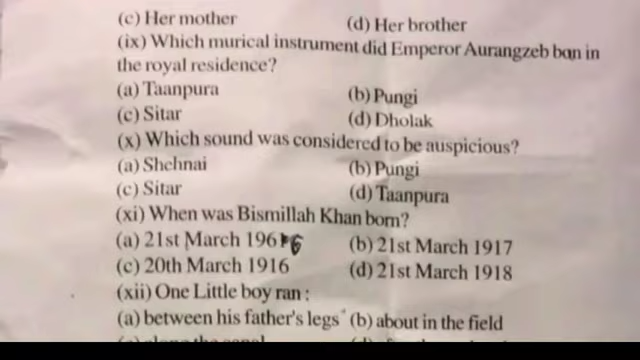 (c) Her mother (d) Her brother
(ix) Which murical instrument did Emperor Aurangzeb ban in
the royal residence?
(a) Taanpura (b) Pungi
(c) Sitar (d) Dholak
(x) Which sound was considered to be auspicious?
(a) Shehnai (b) Pungi
(c) Sitar (d) Taanpura
(xi) When was Bismillah Khan born?
(a) 21st March 1966 (b) 21st March 1917
(c) 20th March 1916 (d) 21st March 1918
(xii) One Little boy ran :
(a) between his father's legs (b) about in the field